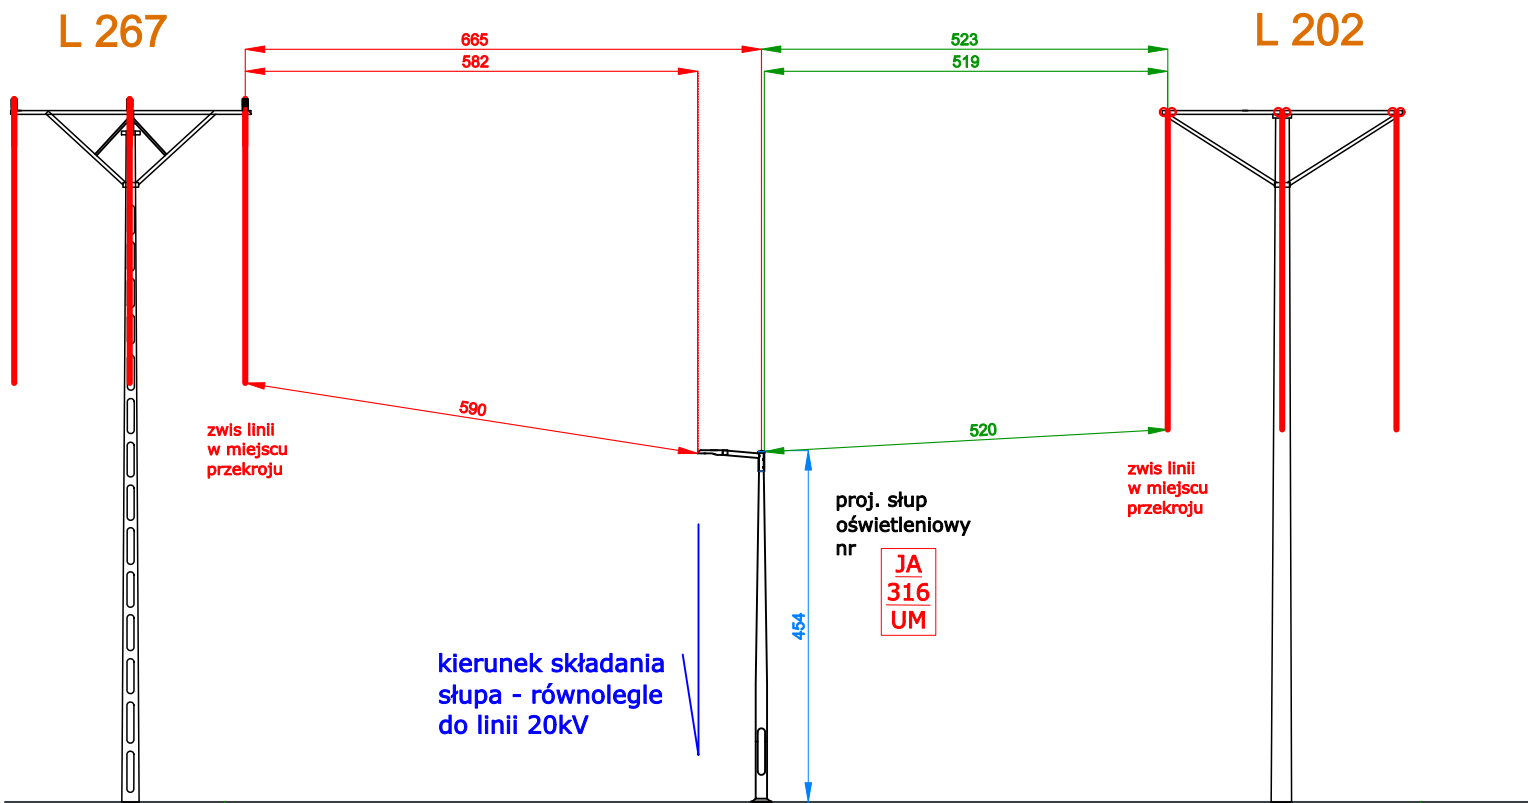 L 267
L 202
665
523
582
519
590
520
zwis linii
w miejscu
przekroju
zwis linii
w miejscu
przekroju
proj. słup
oświetleniowy
nr
JA
316
UM
454
kierunek składania
słupa - równolegle
do linii 20kV